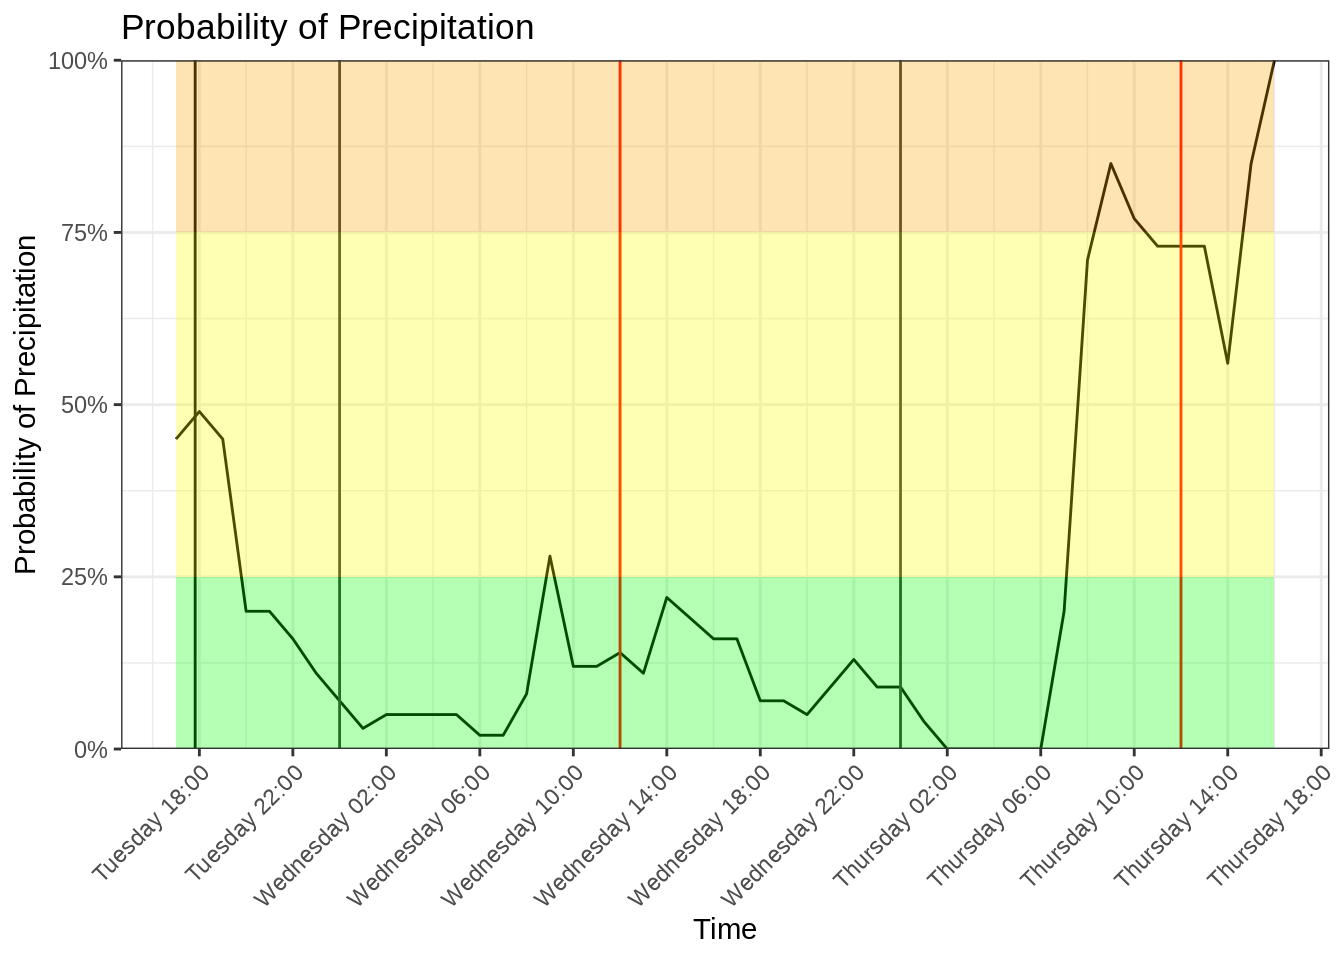 Probability of Precipitation
Probability of Precipitation
100%
75%
50%
25%
0%
Tuesday 18:00
Tuesday 22:00
Wednesday 02:00
Wednesday 06:00
Wednesday 10:00
Wednesday 14:00
Wednesday 18:00
Wednesday 22:00
Thursday 02:00
Thursday 06:00
Thursday 10:00
Thursday 14:00
Thursday 18:00
Time